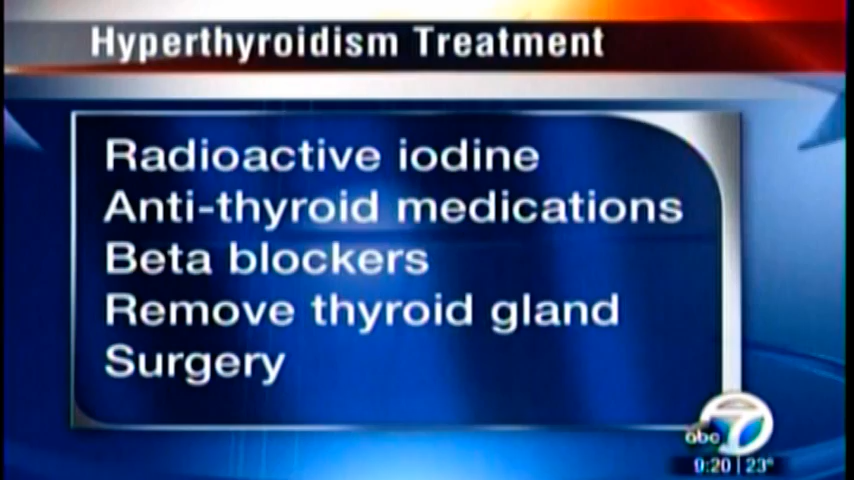 Hyperthyroidism Treatment
Radioactive iodine
Anti-thyroid medications
Beta blockers
Remove thyroid gland
Surgery
abc 7
9:20 | 23°